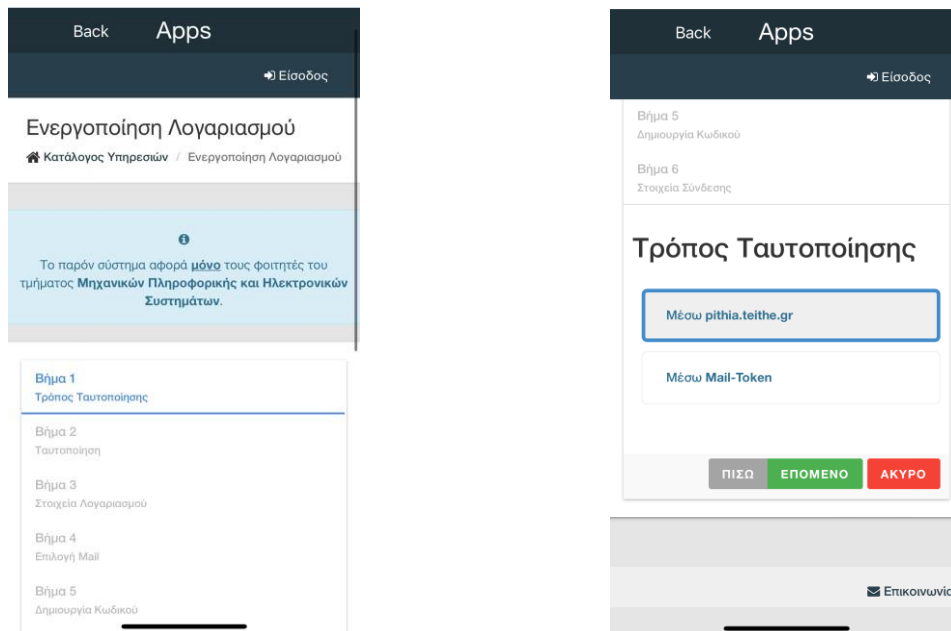 Back Apps
Είσοδος
Ενεργοποίηση Λογαριασμού
Κατάλογος Υπηρεσιών / Ενεργοποίηση Λογαριασμού
Το παρόν σύστημα αφορά μόνο τους φοιτητές του
τμήματος Μηχανικών Πληροφορικής και Ηλεκτρονικών
Συστημάτων.
Βήμα 1
Τρόπος Ταυτοποίησης
Βήμα 2
Ταυτοποίηση
Βήμα 3
Στοιχεία Λογαριασμού
Βήμα 4
Επιλογή Mail
Βήμα 5
Δημιουργία Κωδικού
Back Apps
Είσοδος
Βήμα 5
Δημιουργία Κωδικού
Βήμα 6
Στοιχεία Σύνδεσης
Τρόπος Ταυτοποίησης
Μέσω pithia.teithe.gr
Μέσω Mail-Token
ΠΙΣΩ ΕΠΟΜΕΝΟ ΑΚΥΡΟ
Επικοινωνία